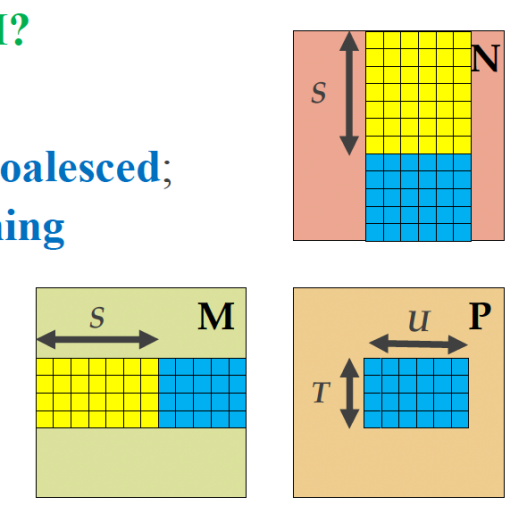 I?
N
S
oalesced;
ning
S M
u P
T